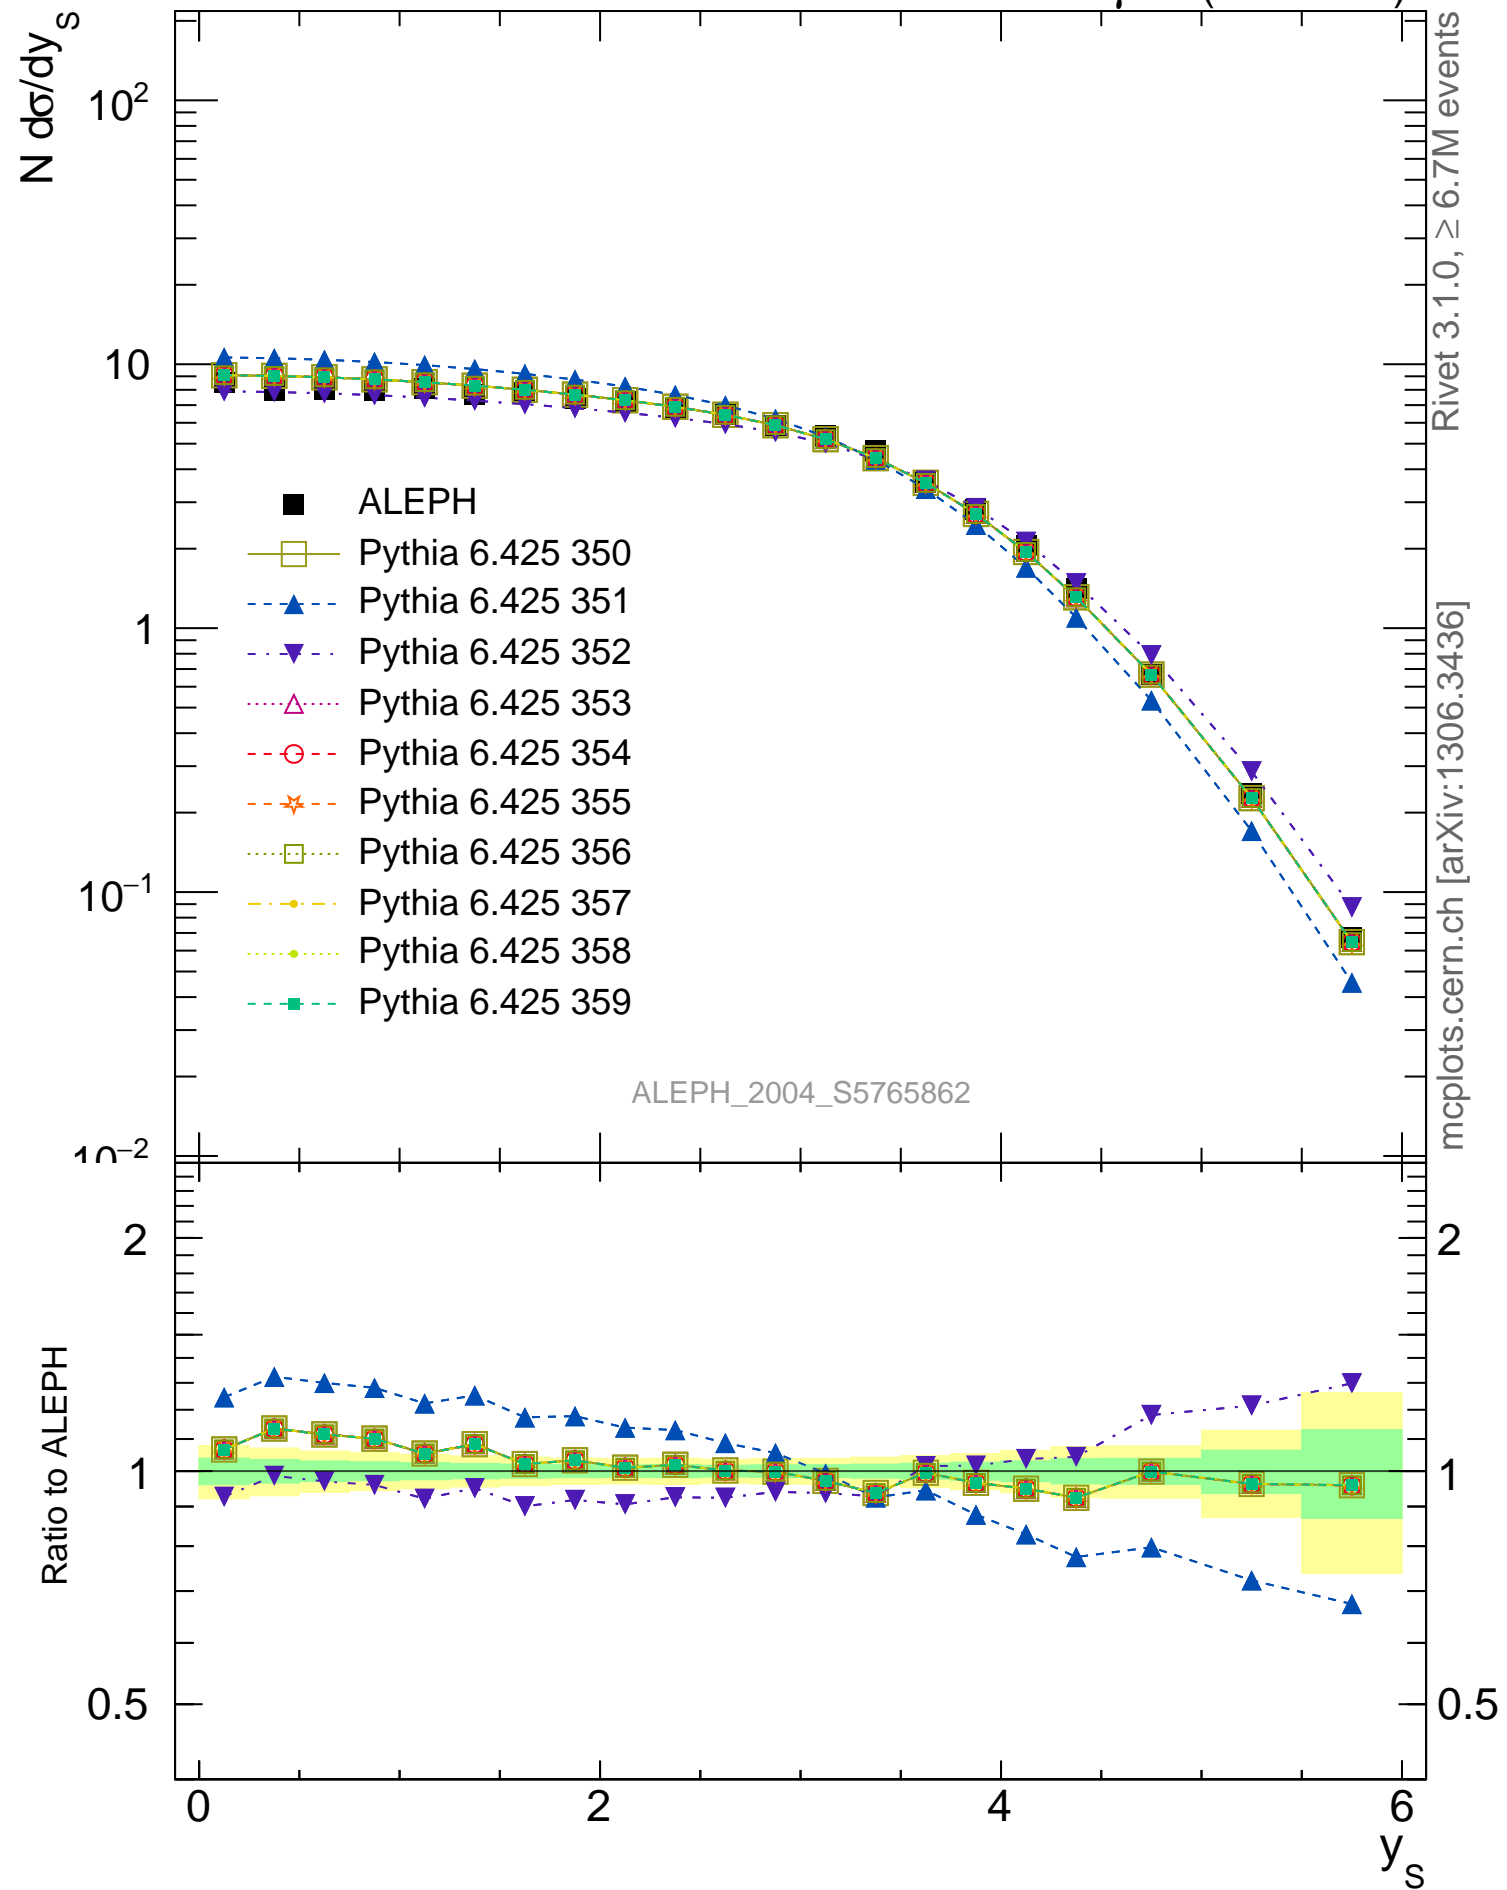 N dσ/dy_S
10²
10
1
10⁻¹
10⁻²
ALEPH
Pythia 6.425 350
Pythia 6.425 351
Pythia 6.425 352
Pythia 6.425 353
Pythia 6.425 354
Pythia 6.425 355
Pythia 6.425 356
Pythia 6.425 357
Pythia 6.425 358
Pythia 6.425 359
ALEPH_2004_S5765862
Rivet 3.1.0, ≥ 6.7M events
mcplots.cern.ch [arXiv:1306.3436]
Ratio to ALEPH
2
1
0.5
2
1
0.5
0
2
4
6
y_S